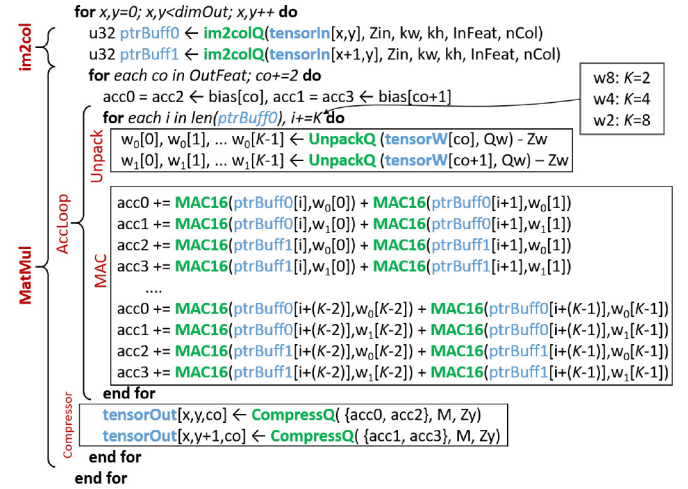 for x,y=0; x,y<dimOut; x,y++ do
im2col
u32 ptrBuff0 ← im2colQ(tensorIn[x,y], Zin, kw, kh, InFeat, nCol)
u32 ptrBuff1 ← im2colQ(tensorIn[x+1,y], Zin, kw, kh, InFeat, nCol)
for each co in OutFeat; co+=2 do
acc0 = acc2 ← bias[co], acc1 = acc3 ← bias[co+1]
for each i in len(ptrBuff0), i+=K do
w8: K=2
w4: K=4
w2: K=8
MatMul
AccLoop
Unpack
w0[0], w0[1], ... w0[K-1] ← UnpackQ (tensorW[co], Qw) - Zw
w1[0], w1[1], ... w1[K-1] ← UnpackQ (tensorW[co+1], Qw) – Zw
MAC
acc0 += MAC16(ptrBuff0[i],w0[0]) + MAC16(ptrBuff0[i+1],w0[1])
acc1 += MAC16(ptrBuff0[i],w1[0]) + MAC16(ptrBuff0[i+1],w1[1])
acc2 += MAC16(ptrBuff1[i],w0[0]) + MAC16(ptrBuff1[i+1],w0[1])
acc3 += MAC16(ptrBuff1[i],w1[0]) + MAC16(ptrBuff1[i+1],w1[1])
....
acc0 += MAC16(ptrBuff0[i+(K-2)],w0[K-2]) + MAC16(ptrBuff0[i+(K-1)],w0[K-1])
acc1 += MAC16(ptrBuff0[i+(K-2)],w1[K-2]) + MAC16(ptrBuff0[i+(K-1)],w1[K-1])
acc2 += MAC16(ptrBuff1[i+(K-2)],w0[K-2]) + MAC16(ptrBuff1[i+(K-1)],w0[K-1])
acc3 += MAC16(ptrBuff1[i+(K-2)],w1[K-2]) + MAC16(ptrBuff1[i+(K-1)],w1[K-1])
end for
Compressor
tensorOut[x,y,co] ← CompressQ( {acc0, acc2}, M, Zy)
tensorOut[x,y+1,co] ← CompressQ( {acc1, acc3}, M, Zy)
end for
end for